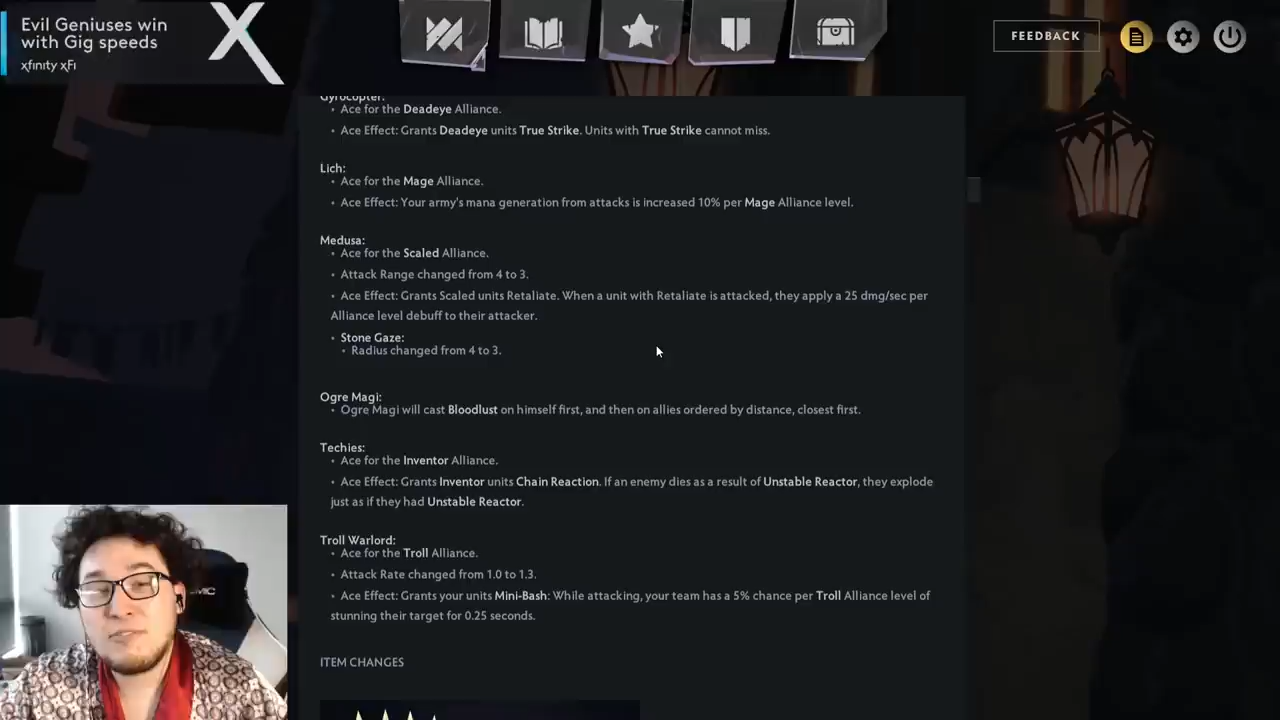 Evil Geniuses win
with Gig speeds
xfinity xFi
X
FEEDBACK
Gyrocopter:
• Ace for the Deadeye Alliance.
• Ace Effect: Grants Deadeye units True Strike. Units with True Strike cannot miss.
Lich:
• Ace for the Mage Alliance.
• Ace Effect: Your army's mana generation from attacks is increased 10% per Mage Alliance level.
Medusa:
• Ace for the Scaled Alliance.
• Attack Range changed from 4 to 3.
• Ace Effect: Grants Scaled units Retaliate. When a unit with Retaliate is attacked, they apply a 25 dmg/sec per
Alliance level debuff to their attacker.
• Stone Gaze:
• Radius changed from 4 to 3.
Ogre Magi:
• Ogre Magi will cast Bloodlust on himself first, and then on allies ordered by distance, closest first.
Techies:
• Ace for the Inventor Alliance.
• Ace Effect: Grants Inventor units Chain Reaction. If an enemy dies as a result of Unstable Reactor, they explode
just as if they had Unstable Reactor.
Troll Warlord:
• Ace for the Troll Alliance.
• Attack Rate changed from 1.0 to 1.3.
• Ace Effect: Grants your units Mini-Bash: While attacking, your team has a 5% chance per Troll Alliance level of
stunning their target for 0.25 seconds.
ITEM CHANGES